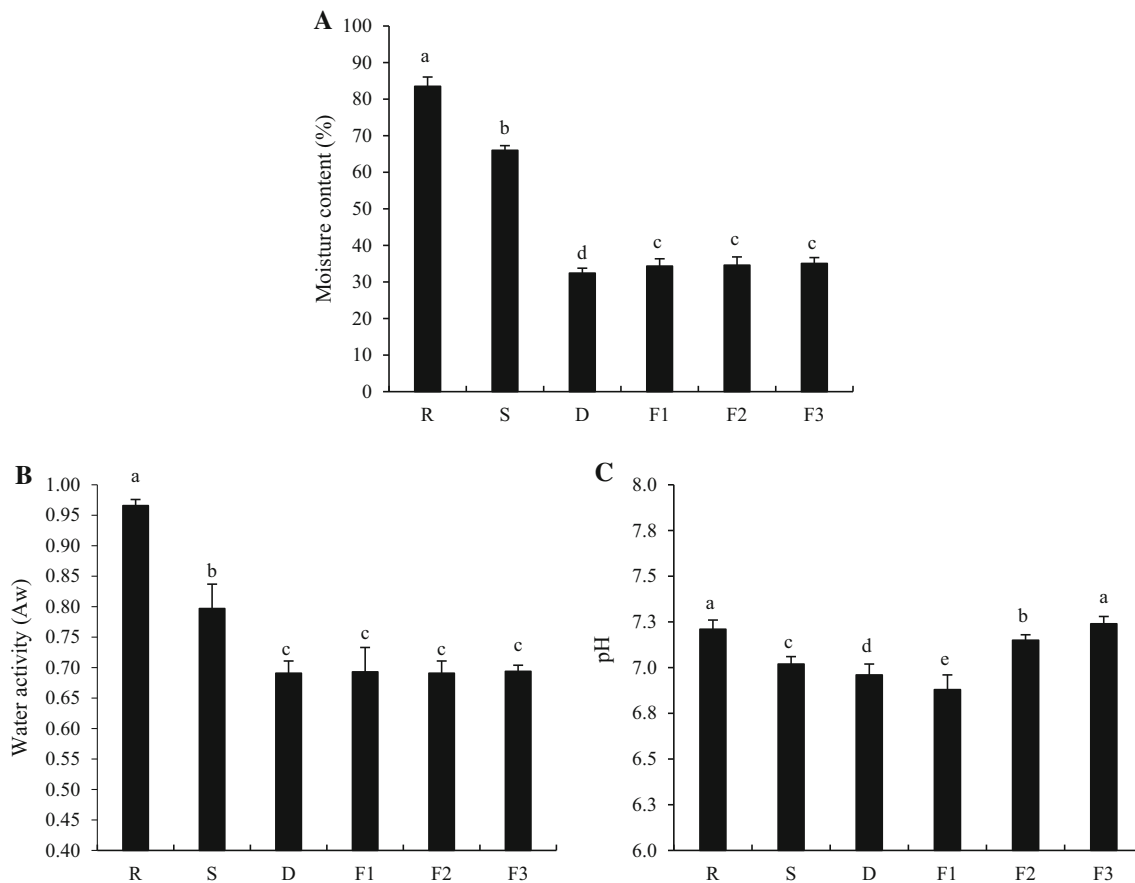 A
Moisture content (%)
100
90
80
70
60
50
40
30
20
10
0
a
b
d
c
c
c
R S D F1 F2 F3
B
Water activity (Aw)
1.00
0.95
0.90
0.85
0.80
0.75
0.70
0.65
0.60
0.55
0.50
0.45
0.40
a
b
c
c
c
c
R S D F1 F2 F3
C
pH
8.0
7.8
7.5
7.3
7.0
6.8
6.5
6.3
6.0
a
c
d
e
b
a
R S D F1 F2 F3